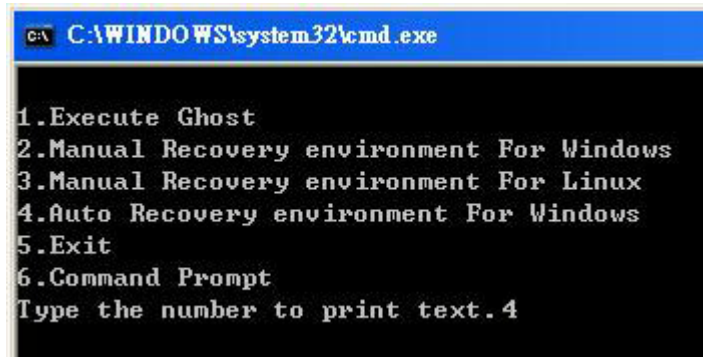 C:\WINDOWS\system32\cmd.exe
1.Execute Ghost
2.Manual Recovery environment For Windows
3.Manual Recovery environment For Linux
4.Auto Recovery environment For Windows
5.Exit
6.Command Prompt
Type the number to print text.4